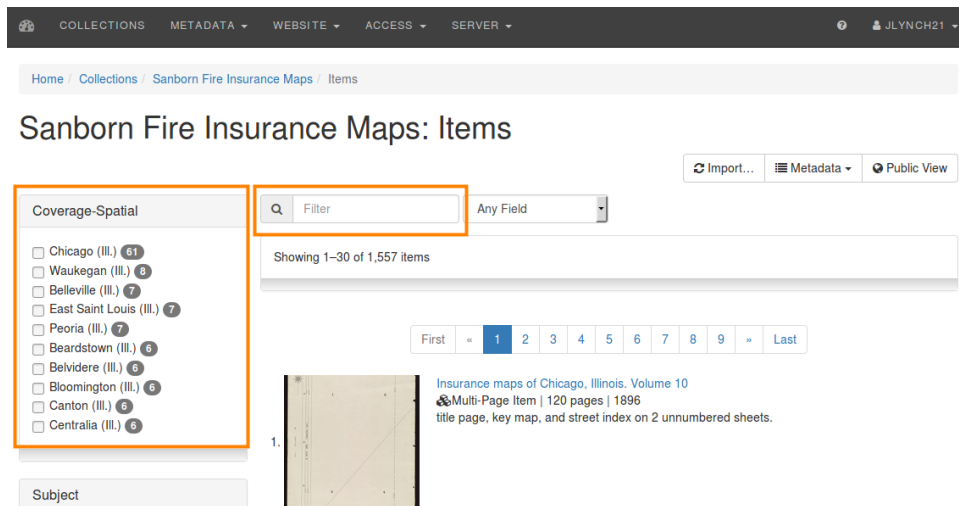 COLLECTIONS METADATA WEBSITE ACCESS SERVER JLYNCH21
Home / Collections / Sanborn Fire Insurance Maps / Items
Sanborn Fire Insurance Maps: Items
Import... Metadata Public View
Coverage-Spatial
Chicago (Ill.) 61
Waukegan (Ill.) 8
Belleville (Ill.) 7
East Saint Louis (Ill.) 7
Peoria (Ill.) 7
Beardstown (Ill.) 6
Belvidere (Ill.) 6
Bloomington (Ill.) 6
Canton (Ill.) 6
Centralia (Ill.) 6
Subject
Filter Any Field
Showing 1–30 of 1,557 items
First « 1 2 3 4 5 6 7 8 9 » Last
1.
Insurance maps of Chicago, Illinois. Volume 10
Multi-Page Item | 120 pages | 1896
title page, key map, and street index on 2 unnumbered sheets.